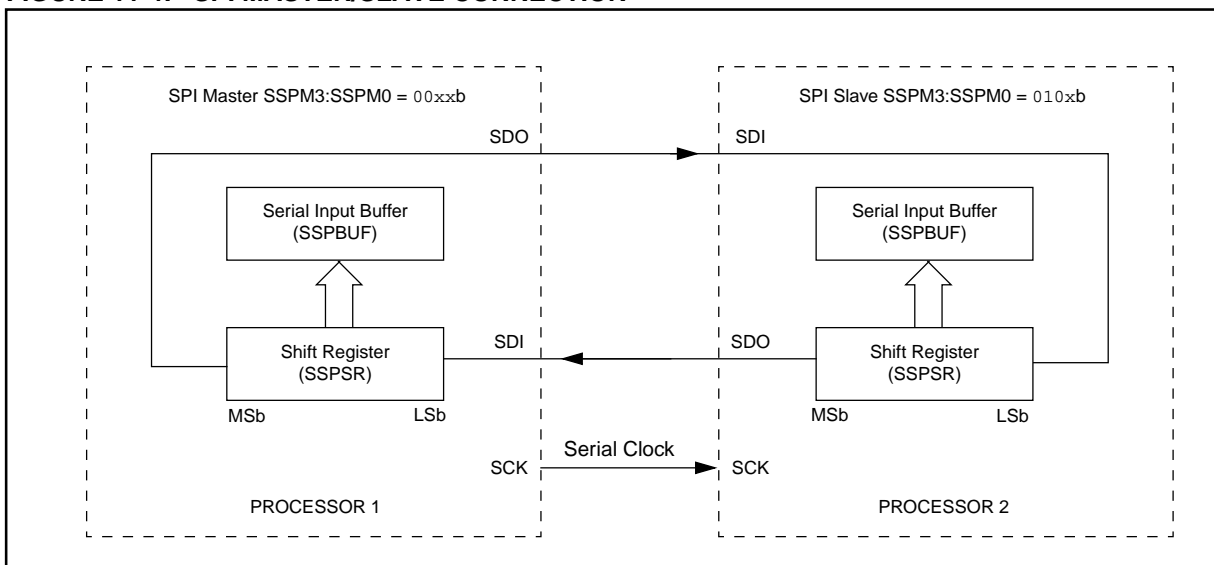 SPI Master SSPM3:SSPM0 = 00xxb
SDO
Serial Input Buffer
(SSPBUF)
Shift Register
(SSPSR)
MSb
LSb
SDI
SCK
PROCESSOR 1
Serial Clock
SPI Slave SSPM3:SSPM0 = 010xb
SDI
Serial Input Buffer
(SSPBUF)
SDO
Shift Register
(SSPSR)
MSb
LSb
SCK
PROCESSOR 2